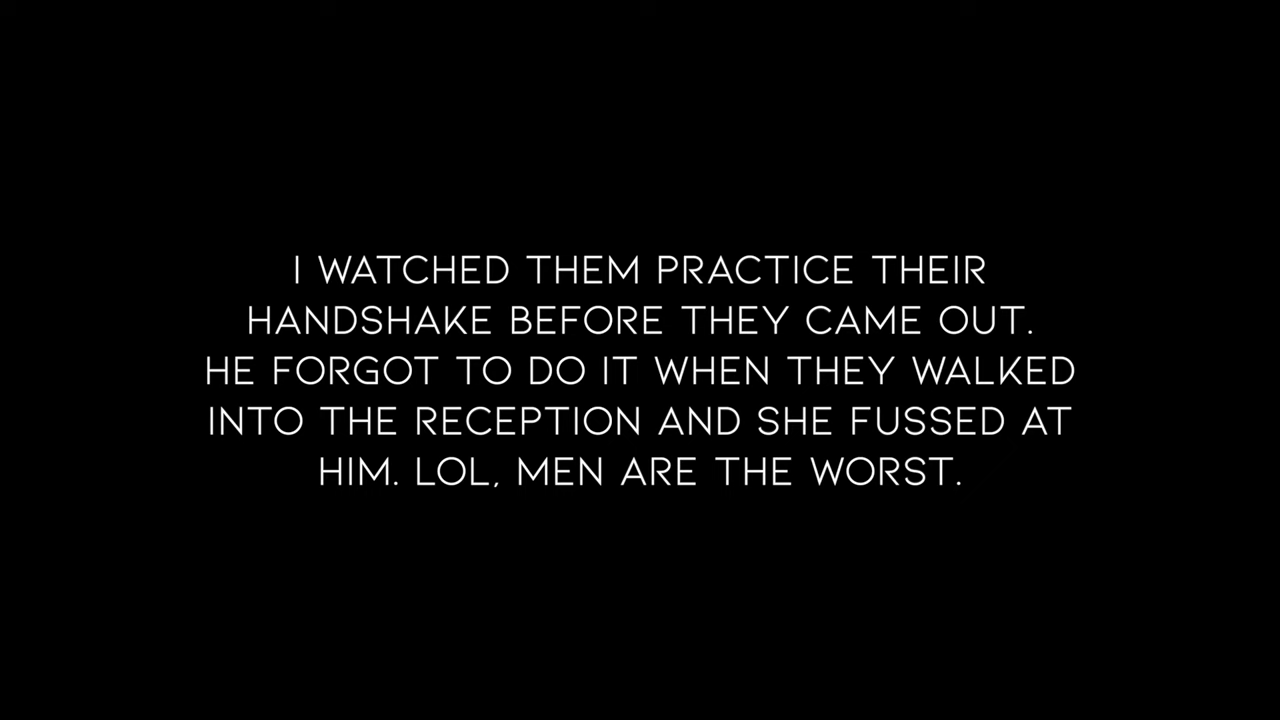 I WATCHED THEM PRACTICE THEIR
HANDSHAKE BEFORE THEY CAME OUT.
HE FORGOT TO DO IT WHEN THEY WALKED
INTO THE RECEPTION AND SHE FUSSED AT
HIM. LOL, MEN ARE THE WORST.